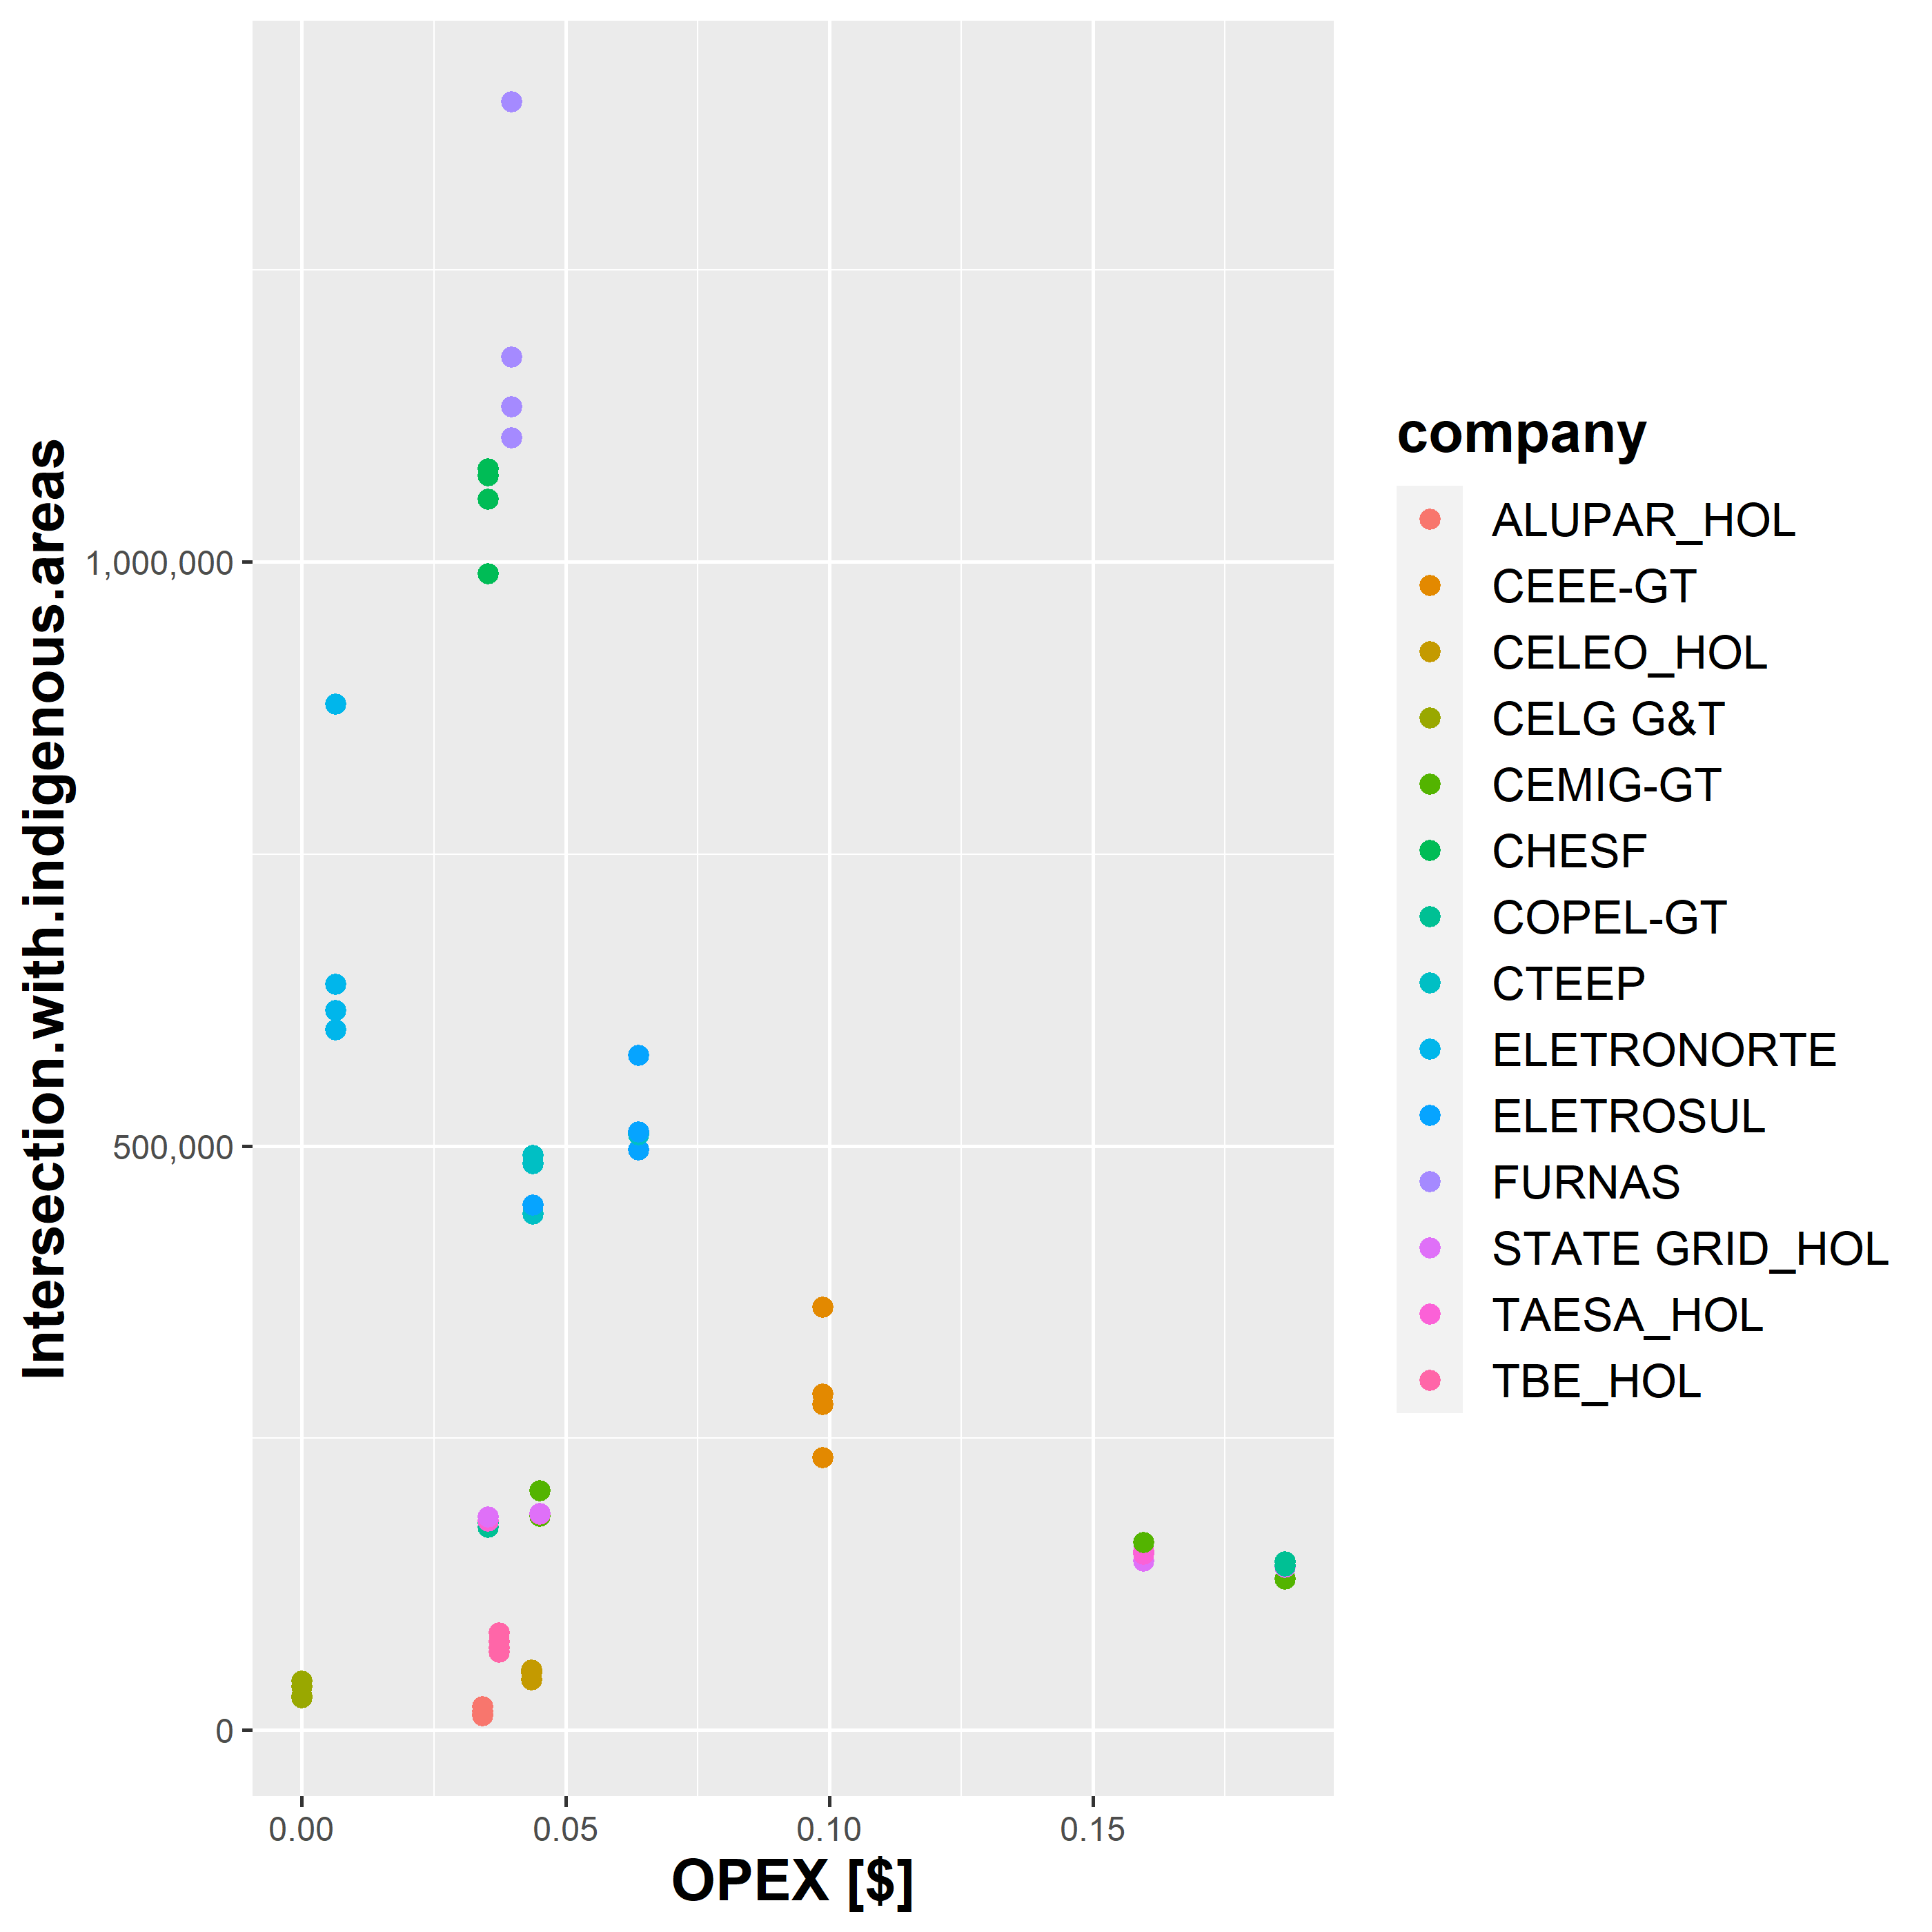 Intersection.with.indigenous.areas
1,000,000
500,000
0
0.00
0.05
0.10
0.15
OPEX [$]
company
ALUPAR_HOL
CEEE-GT
CELEO_HOL
CELG G&T
CEMIG-GT
CHESF
COPEL-GT
CTEEP
ELETRONORTE
ELETROSUL
FURNAS
STATE GRID_HOL
TAESA_HOL
TBE_HOL